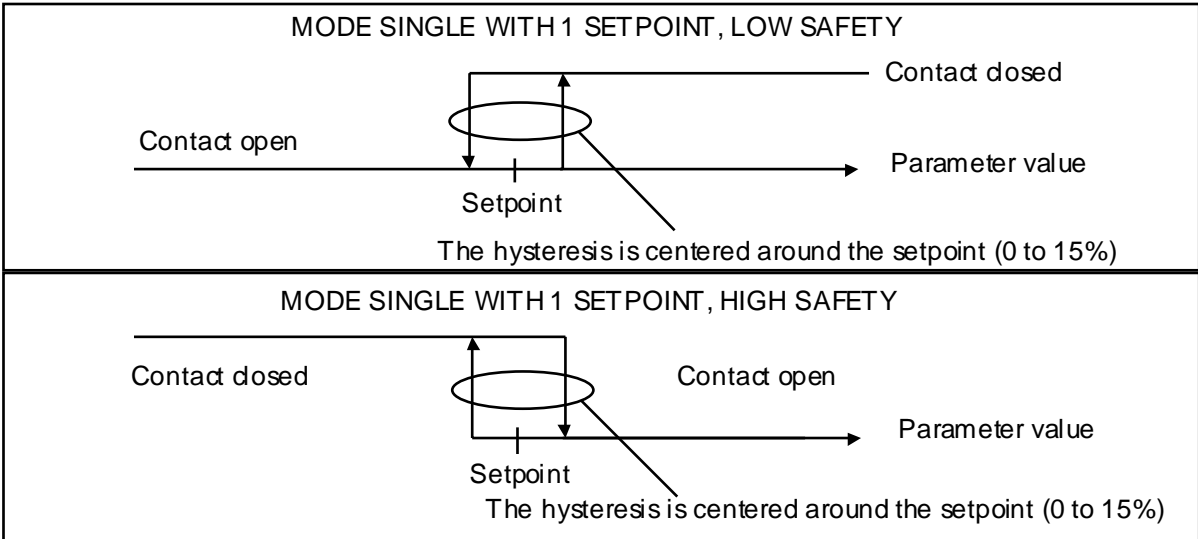 MODE SINGLE WITH 1 SETPOINT, LOW SAFETY
Contact closed
Contact open
Parameter value
Setpoint
The hysteresis is centered around the setpoint (0 to 15%)
MODE SINGLE WITH 1 SETPOINT, HIGH SAFETY
Contact closed
Contact open
Parameter value
Setpoint
The hysteresis is centered around the setpoint (0 to 15%)